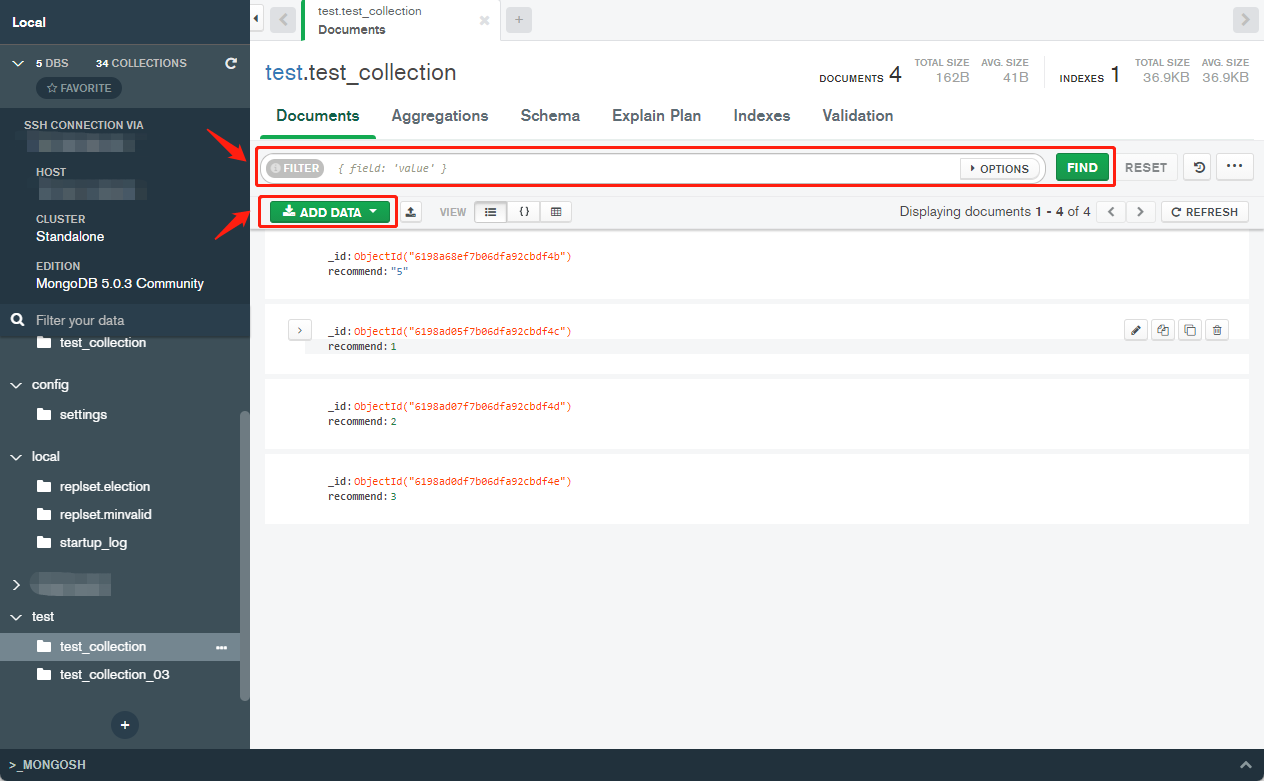 Local
5 DBS 34 COLLECTIONS
FAVORITE
SSH CONNECTION VIA
HOST
CLUSTER
Standalone
EDITION
MongoDB 5.0.3 Community
Filter your data
test_collection
config
settings
local
replset.election
replset.minvalid
startup_log
test
test_collection
test_collection_03
+
>_MONGOSH
test.test_collection
Documents
+
test.test_collection
DOCUMENTS 4
TOTAL SIZE
162B
AVG. SIZE
41B
INDEXES 1
TOTAL SIZE
36.9KB
AVG. SIZE
36.9KB
Documents Aggregations Schema Explain Plan Indexes Validation
FILTER { field: 'value' } OPTIONS FIND RESET
ADD DATA VIEW {} Displaying documents 1 - 4 of 4 REFRESH
_id:ObjectId("6198a68ef7b06dfa92cbdf4b")
recommend:"5"
_id:ObjectId("6198ad05f7b06dfa92cbdf4c")
recommend:1
_id:ObjectId("6198ad07f7b06dfa92cbdf4d")
recommend:2
_id:ObjectId("6198ad0df7b06dfa92cbdf4e")
recommend:3